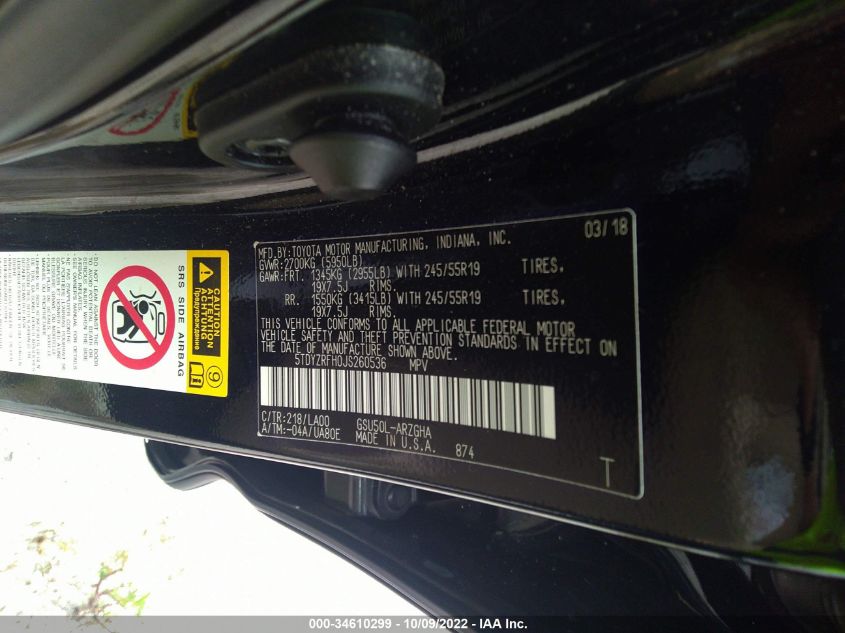 03/18
MFD.BY:TOYOTA MOTOR MANUFACTURING, INDIANA, INC.
GVWR:2700KG (5950LB)
GAWR:FRT. 1345KG (2955LB) WITH 245/55R19 TIRES,
19X7.5J RIMS.
RR. 1550KG (3415LB) WITH 245/55R19 TIRES,
19X7.5J RIMS.
THIS VEHICLE CONFORMS TO ALL APPLICABLE FEDERAL MOTOR
VEHICLE SAFETY AND THEFT PREVENTION STANDARDS IN EFFECT ON
THE DATE OF MANUFACTURE SHOWN ABOVE.
5TDYZRFH0JS260536 MPV
C/TR:218/LA00 GSU50L-ARZGHA
A/TM:-04A/UA80E MADE IN U.S.A. 874
T
CAUTION
Предупреждение
9
SRS SIDE AIRBAG
000-34610299 - 10/09/2022 - IAA Inc.